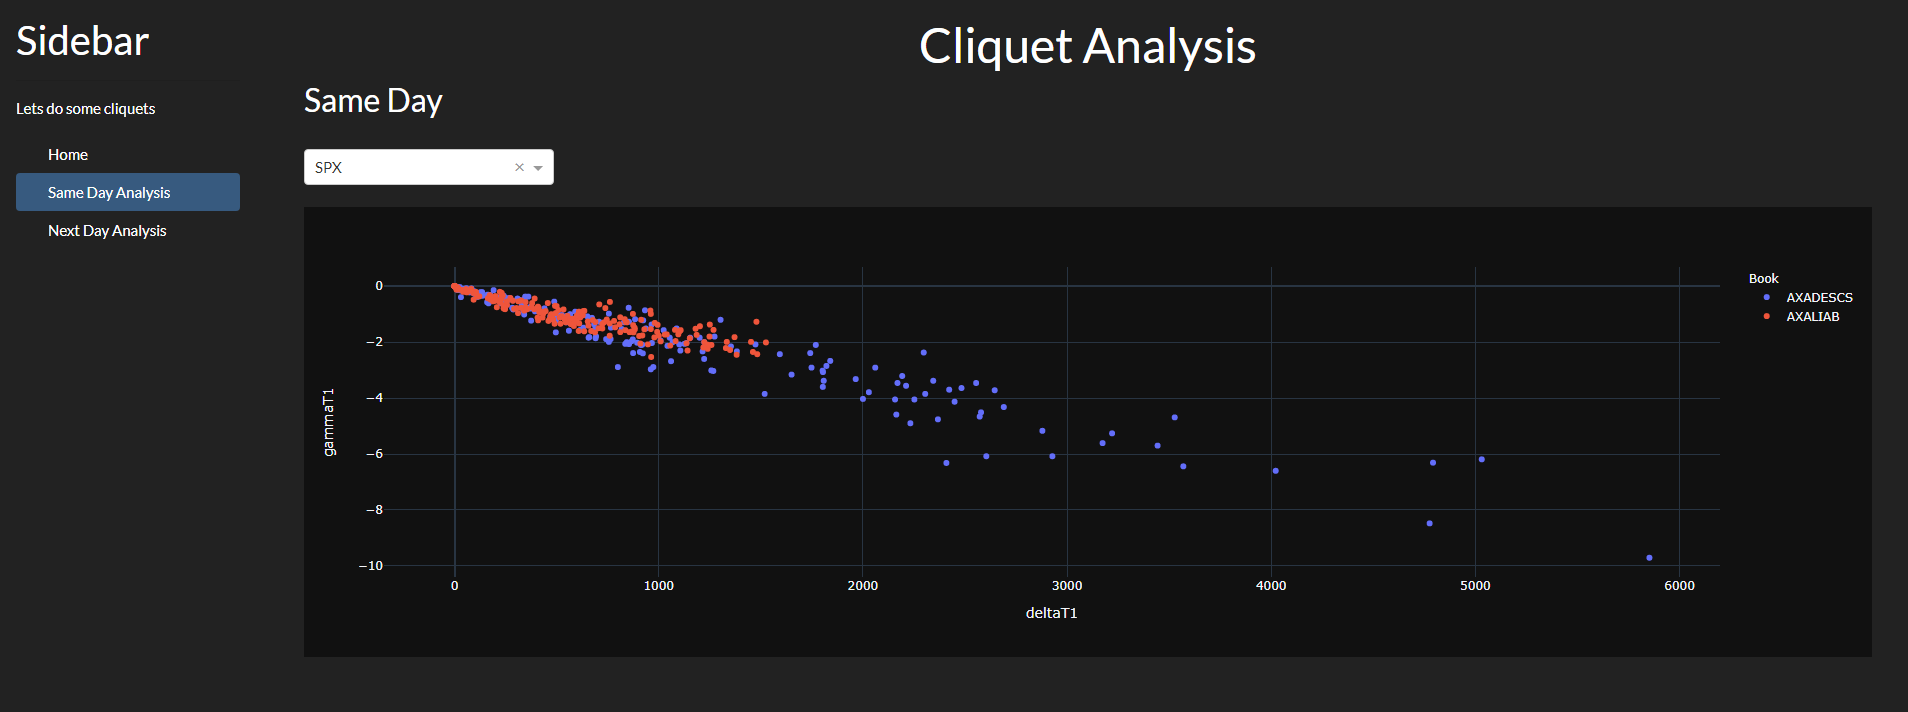 Sidebar
Lets do some cliquets
Home
Same Day Analysis
Next Day Analysis
Cliquet Analysis
Same Day
SPX
Book
AXADESCS
AXALIAB
gammaT1
0
−2
−4
−6
−8
−10
0 1000 2000 3000 4000 5000 6000
deltaT1